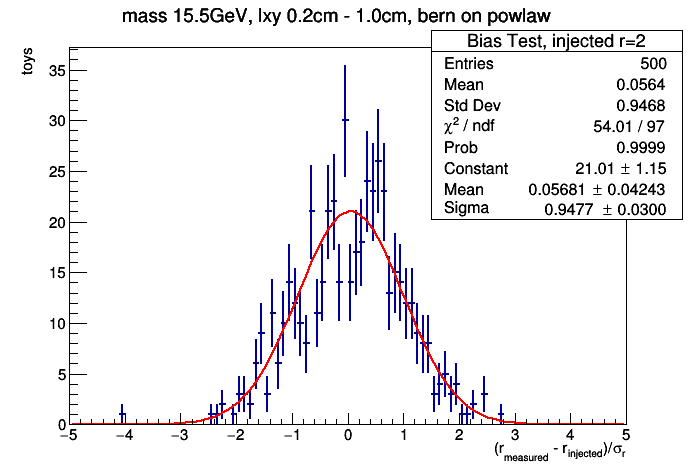 mass 15.5GeV, lxy 0.2cm - 1.0cm, bern on powlaw
toys
Bias Test, injected r=2
Entries 500
Mean 0.0564
Std Dev 0.9468
χ² / ndf 54.01 / 97
Prob 0.9999
Constant 21.01 ± 1.15
Mean 0.05681 ± 0.04243
Sigma 0.9477 ± 0.0300
35
30
25
20
15
10
5
0
−5 −4 −3 −2 −1 0 1 2 3 4 5
(r_measured - r_injected)/σ_r